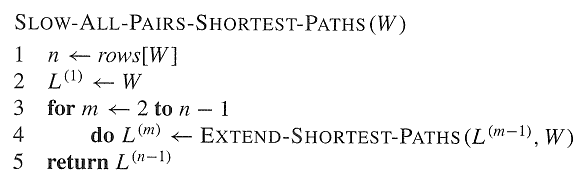 SLOW-ALL-PAIRS-SHORTEST-PATHS(W)
1 n ← rows[W]
2 L^(1) ← W
3 for m ← 2 to n − 1
4 do L^(m) ← EXTEND-SHORTEST-PATHS(L^(m−1), W)
5 return L^(n−1)